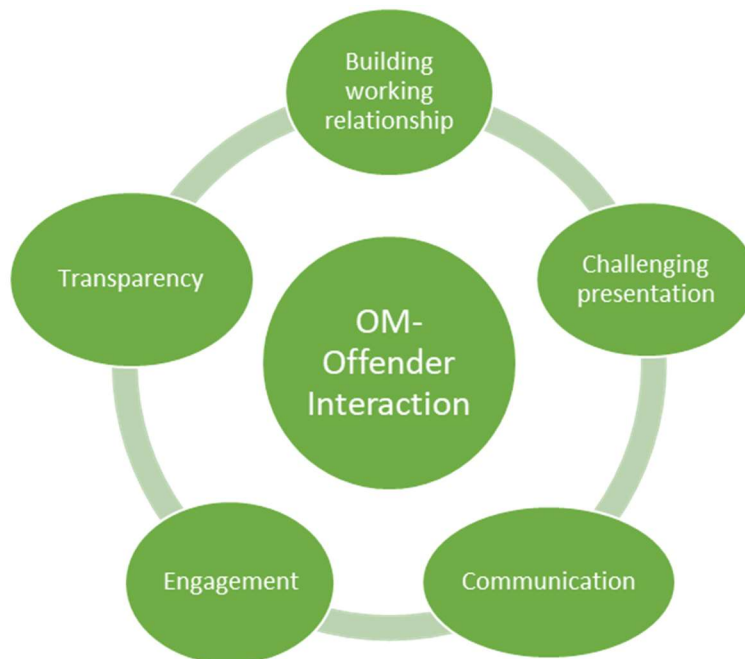 Building
working
relationship
Transparency
Challenging
presentation
OM-
Offender
Interaction
Engagement
Communication